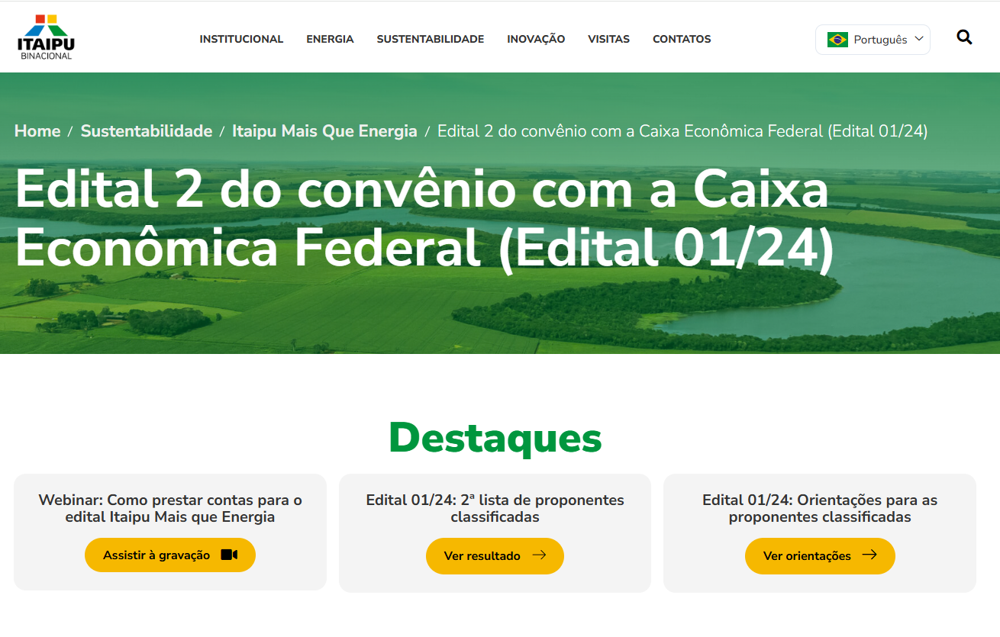 ITAIPU
BINACIONAL
INSTITUCIONAL ENERGIA SUSTENTABILIDADE INOVAÇÃO VISITAS CONTATOS
Português
Home / Sustentabilidade / Itaipu Mais Que Energia / Edital 2 do convênio com a Caixa Econômica Federal (Edital 01/24)
Edital 2 do convênio com a Caixa
Econômica Federal (Edital 01/24)
Destaques
Webinar: Como prestar contas para o
edital Itaipu Mais que Energia
Assistir à gravação
Edital 01/24: 2ª lista de proponentes
classificadas
Ver resultado
Edital 01/24: Orientações para as
proponentes classificadas
Ver orientações